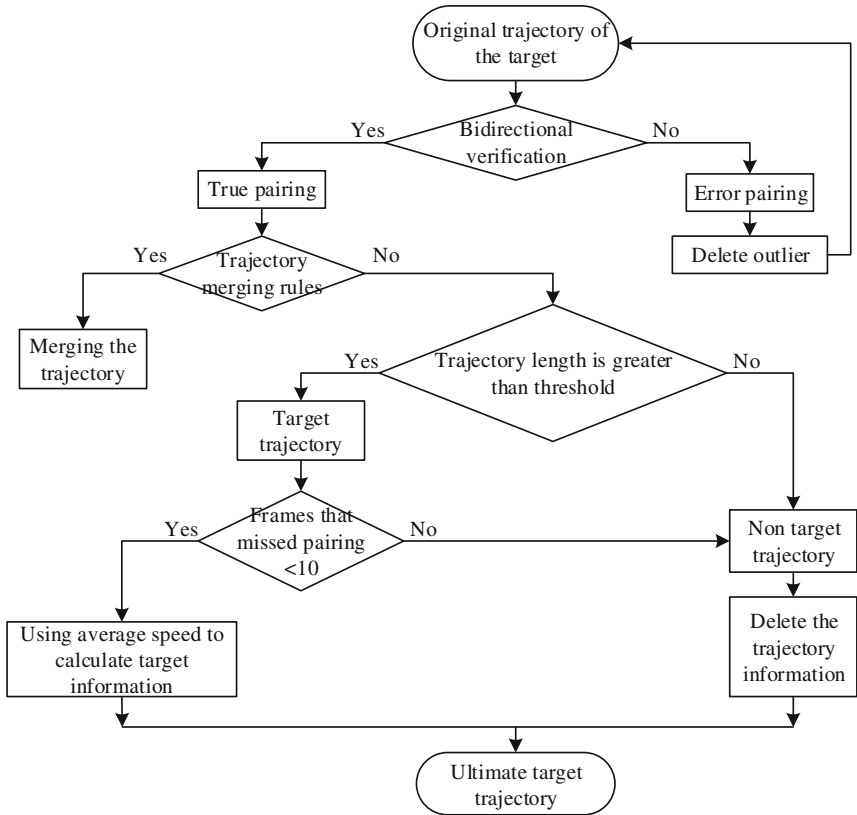 Original trajectory of
the target
Yes
Bidirectional
verification
No
True pairing
Error pairing
Delete outlier
Yes
Trajectory
merging rules
No
Merging the
trajectory
Yes
Trajectory length is greater
than threshold
No
Target
trajectory
Yes
Frames that
missed pairing
<10
No
Non target
trajectory
Using average speed to
calculate target
information
Delete the
trajectory
information
Ultimate target
trajectory